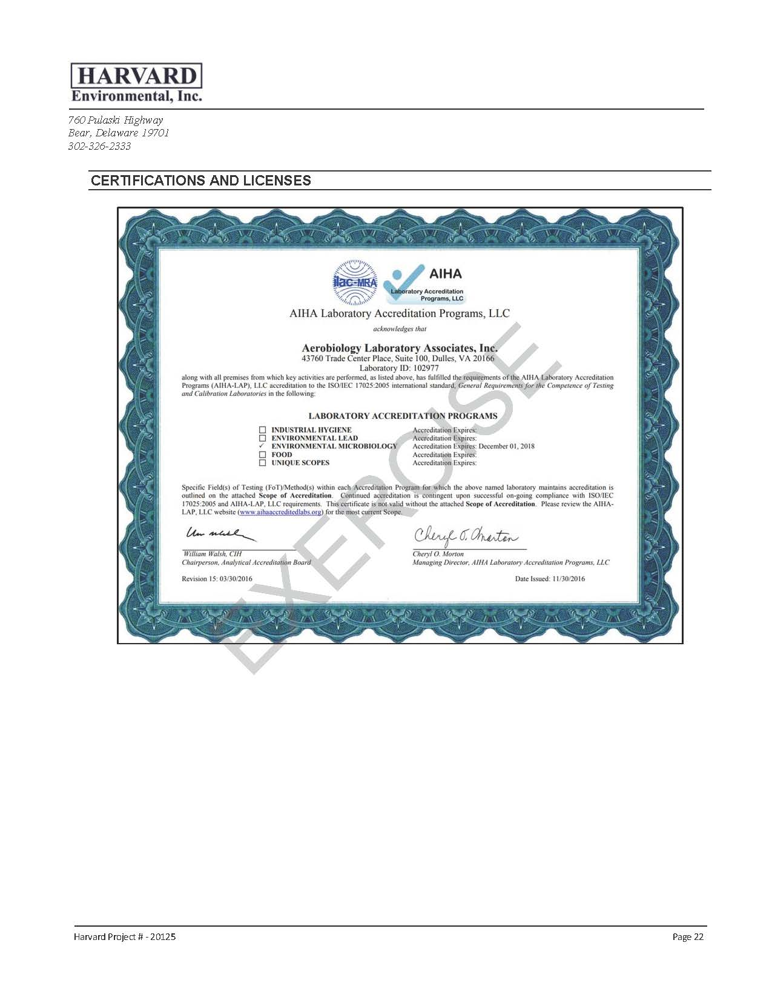 HARVARD
Environmental, Inc.
760 Pulaski Highway
Bear, Delaware 19701
302-326-2333
CERTIFICATIONS AND LICENSES
ilac-MRA
AIHA
Laboratory Accreditation
Programs, LLC
AIHA Laboratory Accreditation Programs, LLC
acknowledges that
Aerobiology Laboratory Associates, Inc.
43760 Trade Center Place, Suite 100, Dulles, VA 20166
Laboratory ID: 102977
along with all premises from which key activities are performed, as listed above, has fulfilled the requirements of the AIHA Laboratory Accreditation
Programs (AIHA-LAP), LLC accreditation to the ISO/IEC 17025:2005 international standard, General Requirements for the Competence of Testing
and Calibration Laboratories in the following:
LABORATORY ACCREDITATION PROGRAMS
☐ INDUSTRIAL HYGIENE Accreditation Expires:
☐ ENVIRONMENTAL LEAD Accreditation Expires:
✓ ENVIRONMENTAL MICROBIOLOGY Accreditation Expires: December 01, 2018
☐ FOOD Accreditation Expires:
☐ UNIQUE SCOPES Accreditation Expires:
Specific Field(s) of Testing (FoT)/Method(s) within each Accreditation Program for which the above named laboratory maintains accreditation is
outlined on the attached Scope of Accreditation. Continued accreditation is contingent upon successful on-going compliance with ISO/IEC
17025:2005 and AIHA-LAP, LLC requirements. This certificate is not valid without the attached Scope of Accreditation. Please review the AIHA-
LAP, LLC website (www.aihaaccreditedlabs.org) for the most current Scope.
Cheryl O. Morton
William Walsh, CIH
Chairperson, Analytical Accreditation Board
Cheryl O. Morton
Managing Director, AIHA Laboratory Accreditation Programs, LLC
Revision 15: 03/30/2016
Date Issued: 11/30/2016
EXERCISE
Harvard Project # - 20125
Page 22